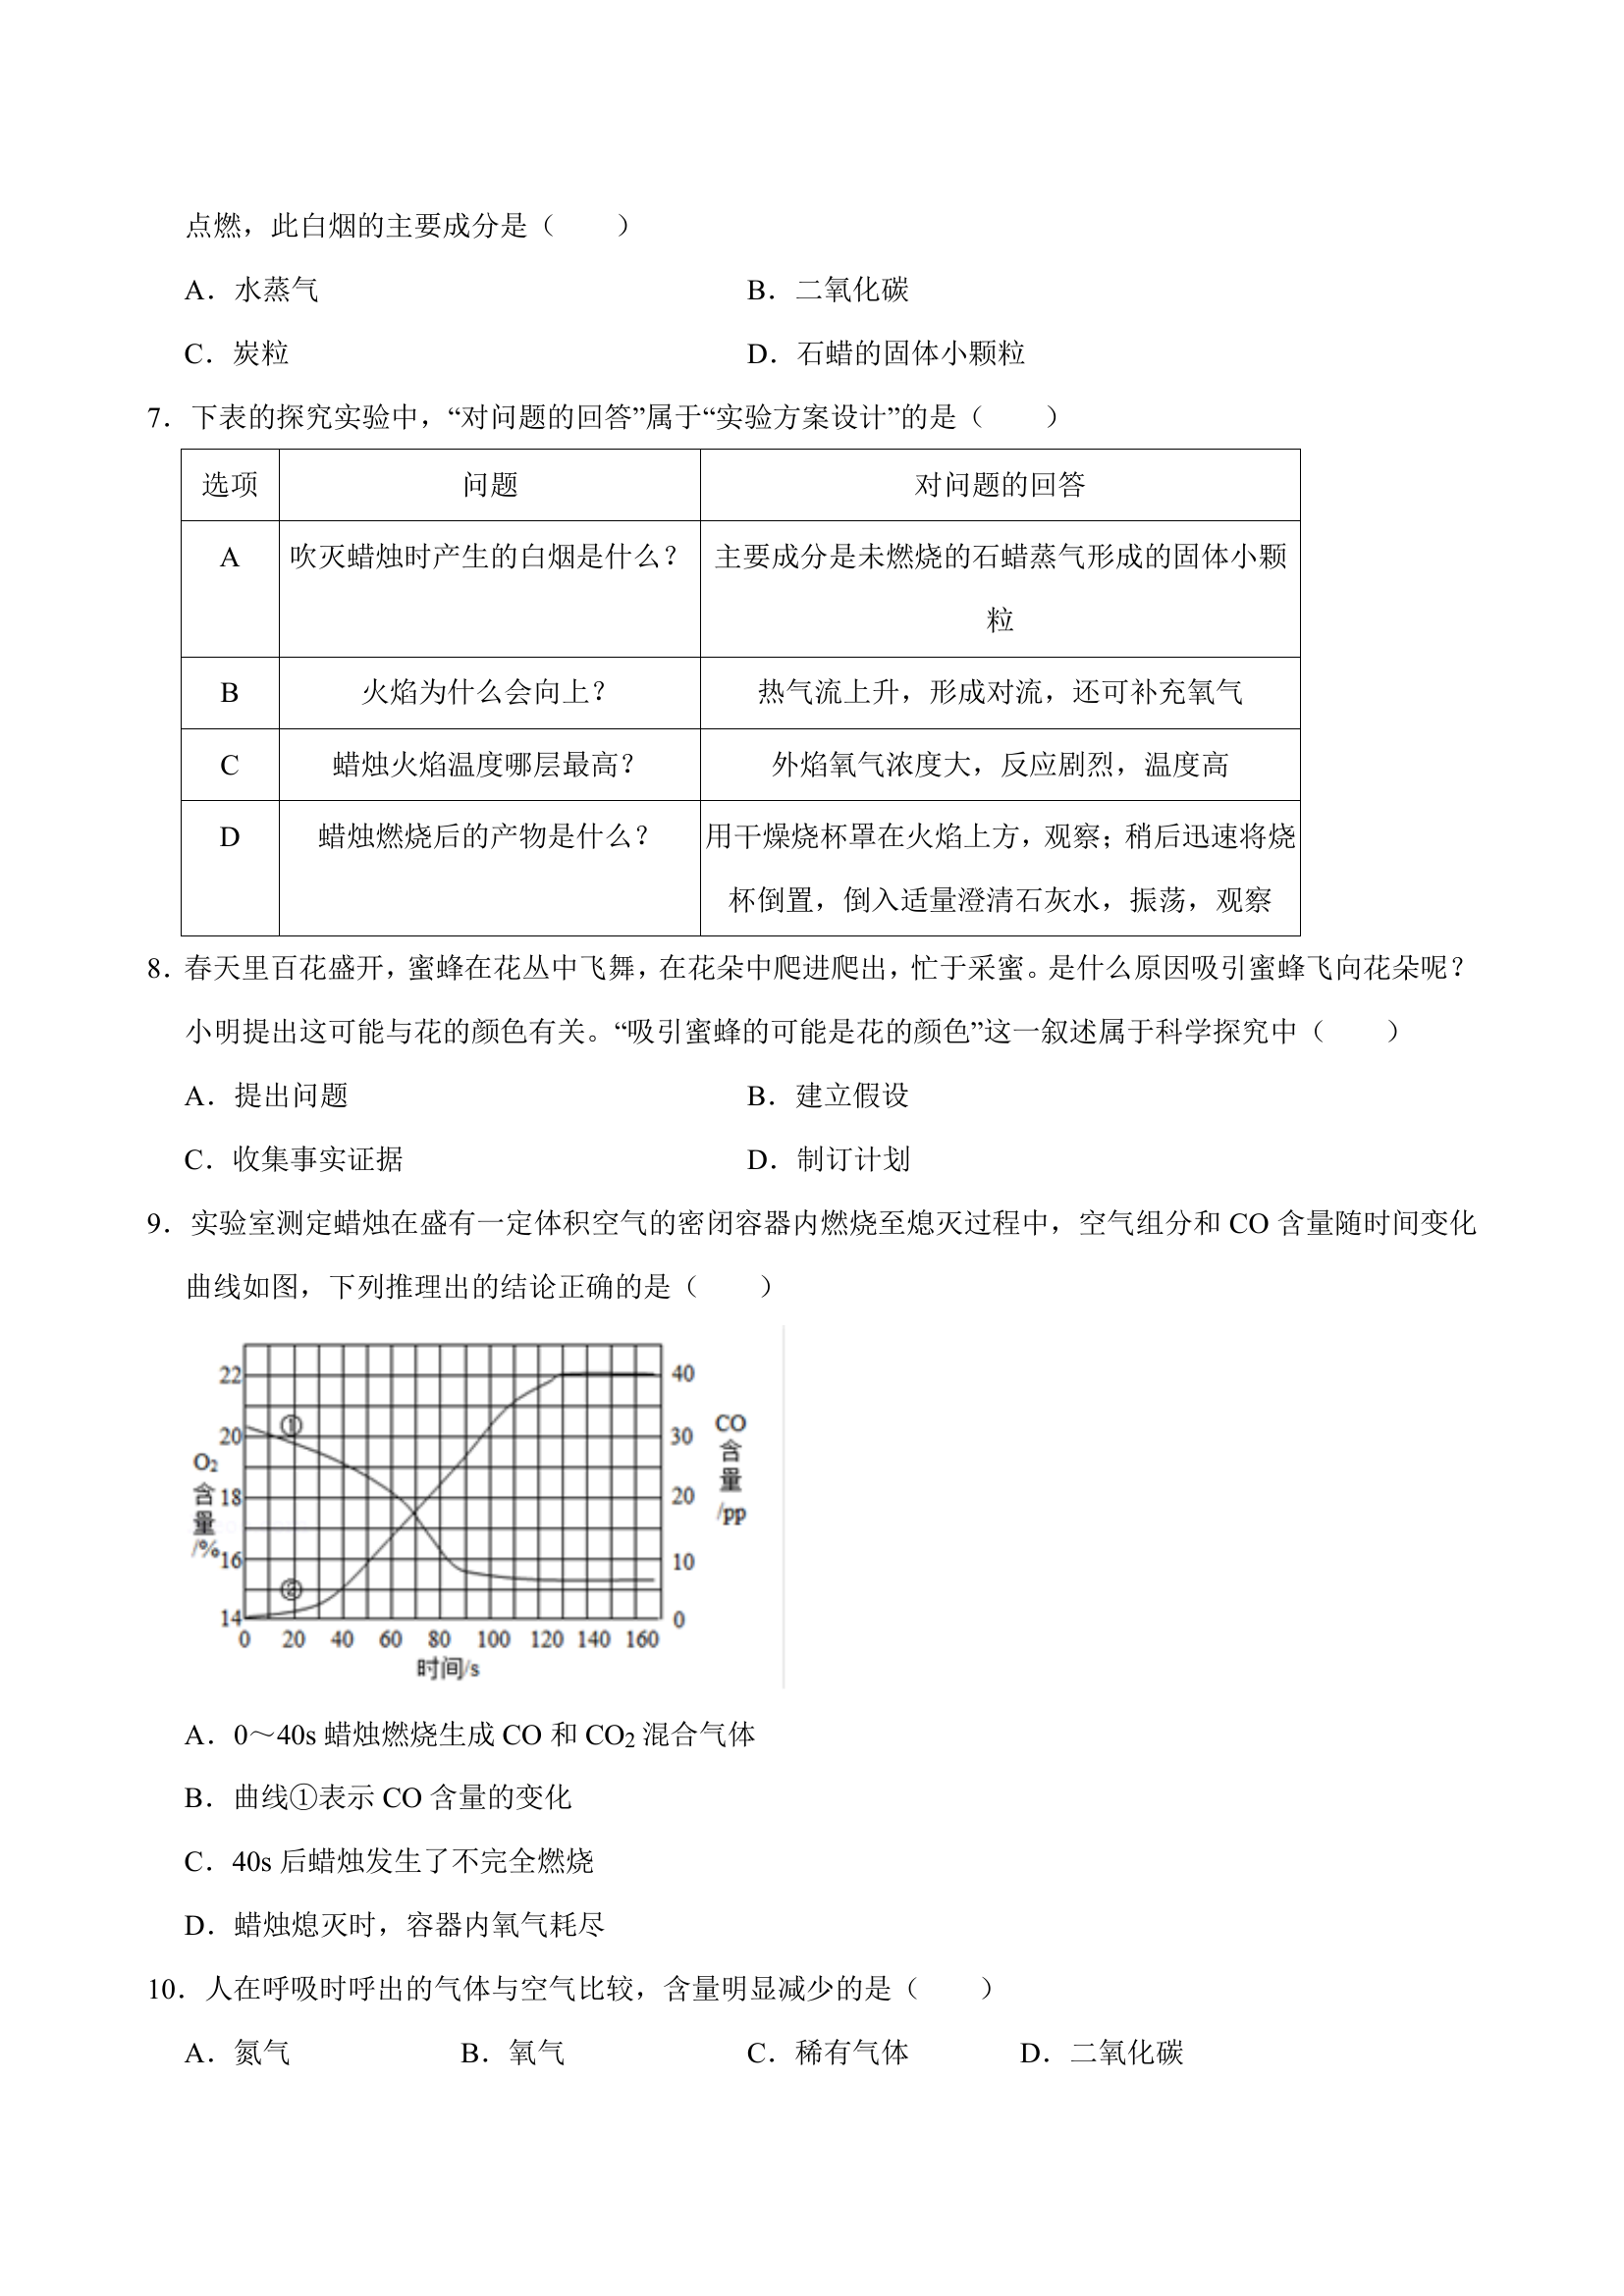 点燃，此白烟的主要成分是（　　）
A．水蒸气 B．二氧化碳
C．炭粒 D．石蜡的固体小颗粒
7．下表的探究实验中，“对问题的回答”属于“实验方案设计”的是（　　）
选项 问题 对问题的回答
A 吹灭蜡烛时产生的白烟是什么？ 主要成分是未燃烧的石蜡蒸气形成的固体小颗
粒
B 火焰为什么会向上？ 热气流上升，形成对流，还可补充氧气
C 蜡烛火焰温度哪层最高？ 外焰氧气浓度大，反应剧烈，温度高
D 蜡烛燃烧后的产物是什么？ 用干燥烧杯罩在火焰上方，观察；稍后迅速将烧
杯倒置，倒入适量澄清石灰水，振荡，观察
8．春天里百花盛开，蜜蜂在花丛中飞舞，在花朵中爬进爬出，忙于采蜜。是什么原因吸引蜜蜂飞向花朵呢？
小明提出这可能与花的颜色有关。“吸引蜜蜂的可能是花的颜色”这一叙述属于科学探究中（　　）
A．提出问题 B．建立假设
C．收集事实证据 D．制订计划
9．实验室测定蜡烛在盛有一定体积空气的密闭容器内燃烧至熄灭过程中，空气组分和 CO 含量随时间变化
曲线如图，下列推理出的结论正确的是（　　）
22 40
① CO
20 30
O₂ 含
含 量
18 20
量 /pp
/% 16 10
②
14 0
0 20 40 60 80 100 120 140 160
时间/s
A．0～40s 蜡烛燃烧生成 CO 和 CO₂ 混合气体
B．曲线①表示 CO 含量的变化
C．40s 后蜡烛发生了不完全燃烧
D．蜡烛熄灭时，容器内氧气耗尽
10．人在呼吸时呼出的气体与空气比较，含量明显减少的是（　　）
A．氮气 B．氧气 C．稀有气体 D．二氧化碳